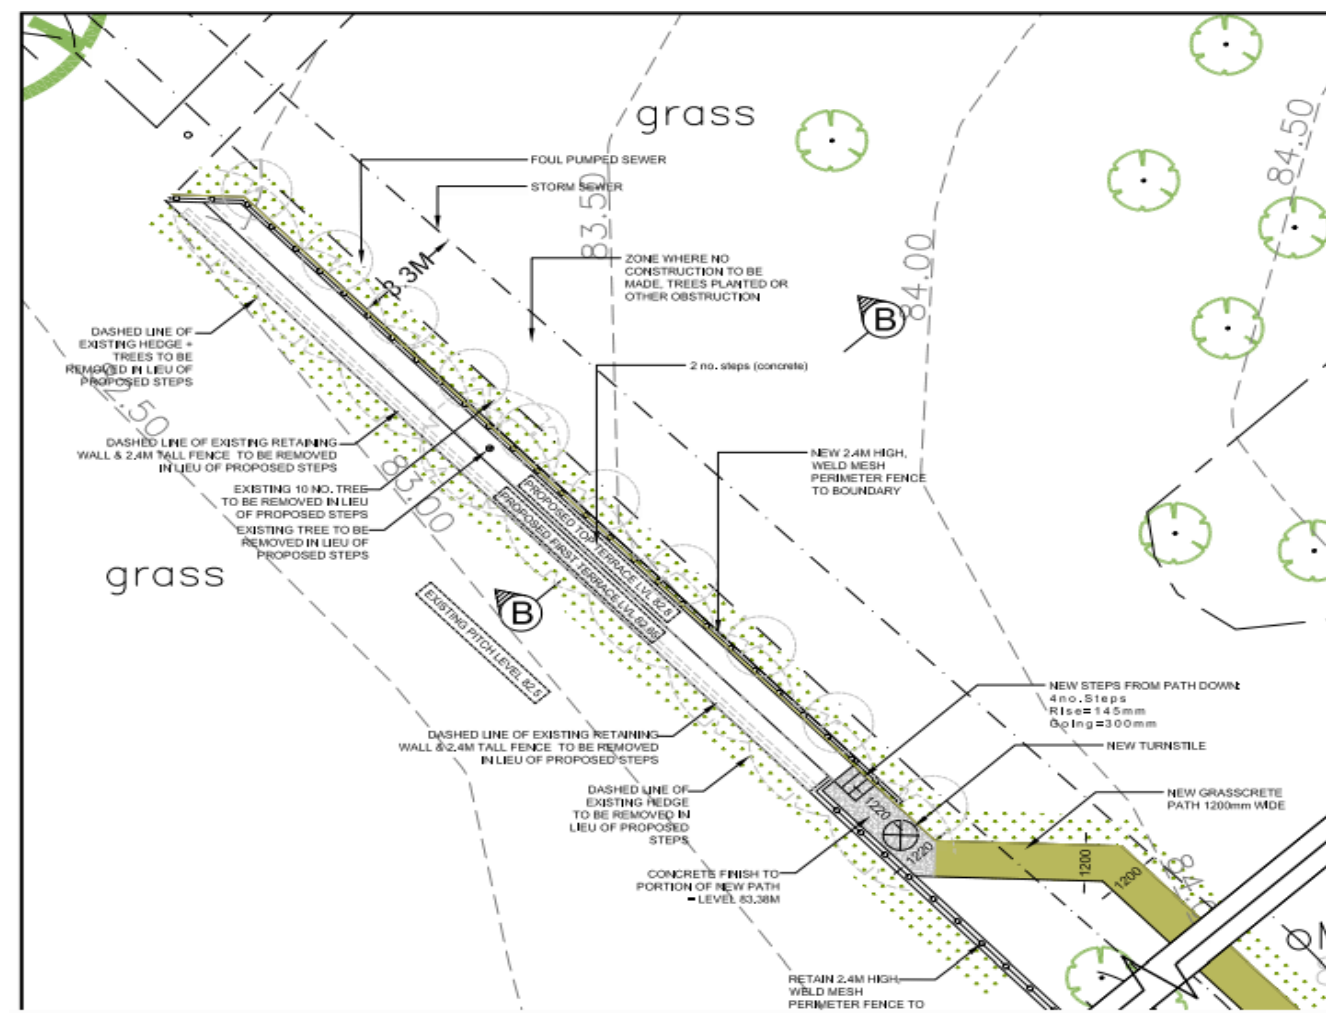 grass
FOUL PUMPED SEWER
STORM SEWER
84.50
83.50
84.00
3.3M
ZONE WHERE NO
CONSTRUCTION TO BE
MADE, TREES PLANTED OR
OTHER OBSTRUCTION
B
DASHED LINE OF
EXISTING HEDGE +
TREES TO BE
REMOVED IN LIEU OF
PROPOSED STEPS
82.50
2 no. steps (concrete)
DASHED LINE OF EXISTING RETAINING
WALL & 2.4M TALL FENCE TO BE REMOVED
IN LIEU OF PROPOSED STEPS
83.00
NEW 2.4M HIGH,
WELD MESH
PERIMETER FENCE
TO BOUNDARY
EXISTING 10 NO. TREE
TO BE REMOVED IN LIEU
OF PROPOSED STEPS
EXISTING TREE TO BE
REMOVED IN LIEU OF
PROPOSED STEPS
PROPOSED TOP TERRACE LVL 82.8
PROPOSED FIRST TERRACE LVL 82.65
grass
B
EXISTING PITCH LEVEL 82.5
NEW STEPS FROM PATH DOWN:
4no. Steps
Rise=145mm
Going=300mm
DASHED LINE OF EXISTING RETAINING
WALL & 2.4M TALL FENCE TO BE REMOVED
IN LIEU OF PROPOSED STEPS
NEW TURNSTILE
DASHED LINE OF
EXISTING HEDGE
TO BE REMOVED IN
LIEU OF PROPOSED
STEPS
NEW GRASSCRETE
PATH 1200mm WIDE
1220
1220
1200
1200
CONCRETE FINISH TO
PORTION OF NEW PATH
= LEVEL 83.38M
RETAIN 2.4M HIGH,
WELD MESH
PERIMETER FENCE TO